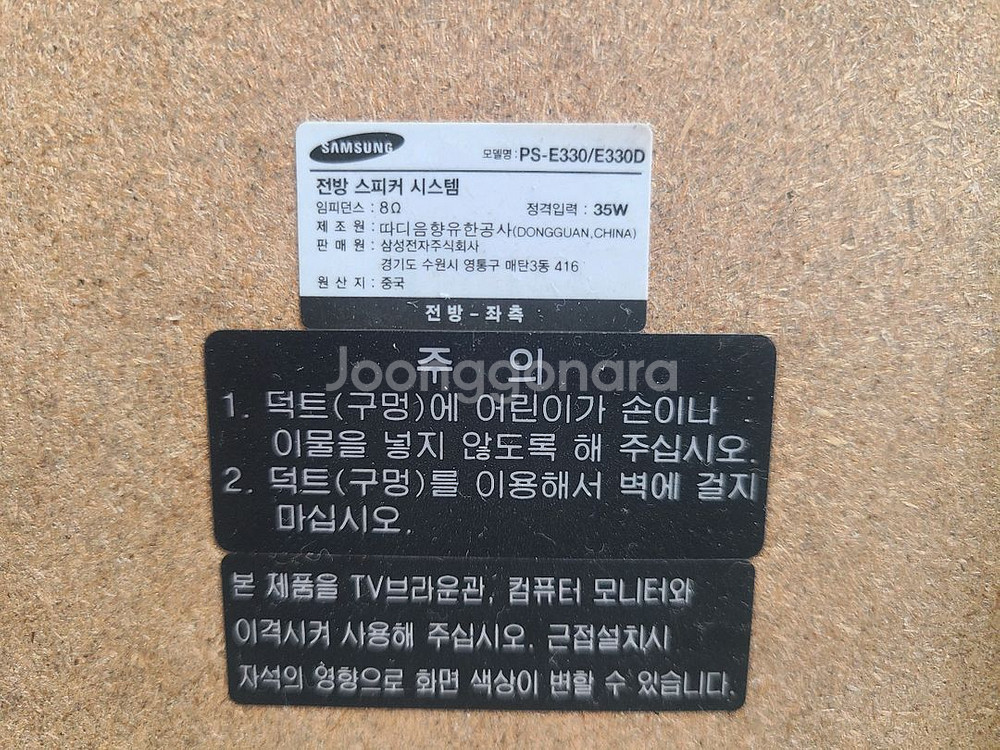 SAMSUNG
모델명 : PS-E330/E330D
전방 스피커 시스템
임피던스 : 8Ω 정격입력 : 35W
제 조 원 : 따디음향유한공사(DONGGUAN,CHINA)
판 매 원 : 삼성전자주식회사
경기도 수원시 영통구 매탄3동 416
원 산 지 : 중국
전방 - 좌측
주 의
Joonggonara
1. 덕트(구멍)에 어린이가 손이나
이물을 넣지 않도록 해 주십시오.
2. 덕트(구멍)를 이용해서 벽에 걸지
마십시오.
본 제품을 TV브라운관, 컴퓨터 모니터와
이격시켜 사용해 주십시오. 근접설치시
자석의 영향으로 화면 색상이 변할 수 있습니다.